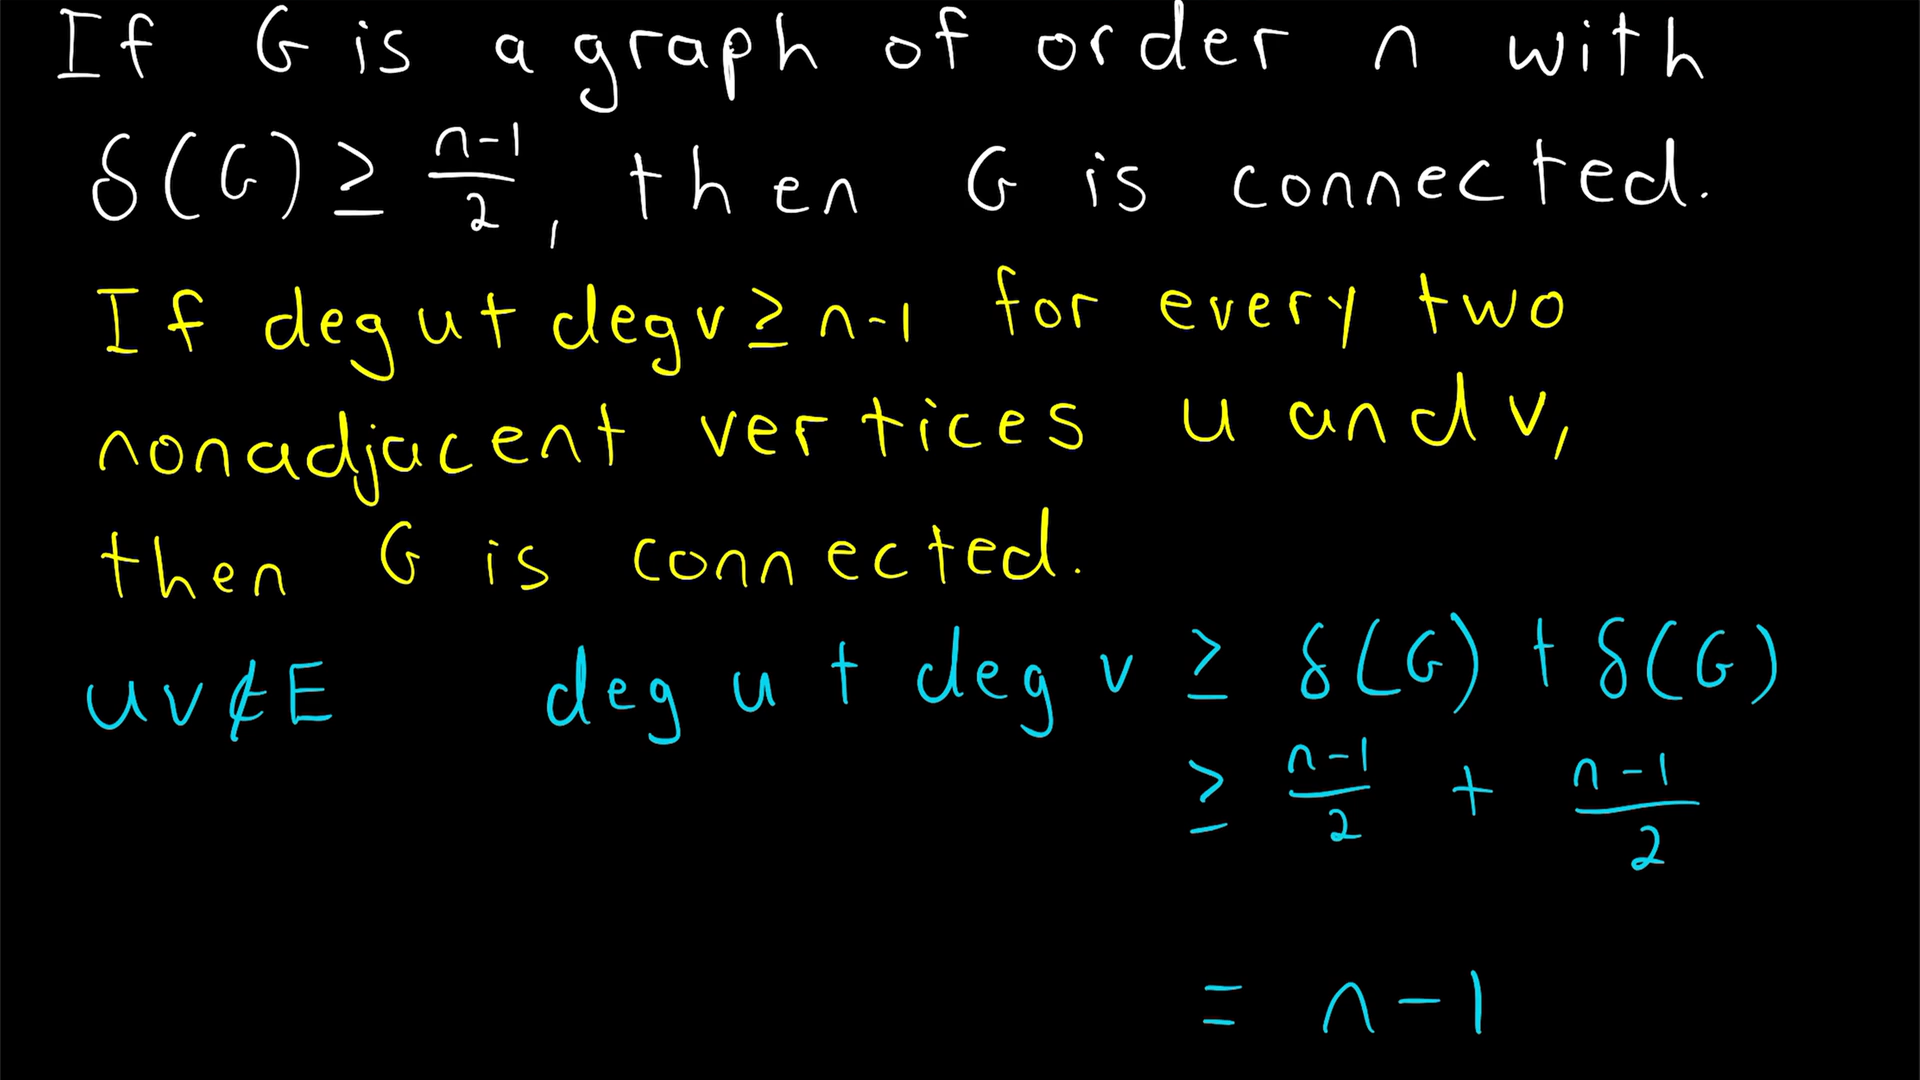 If G is a graph of order n with
δ(G) ≥ (n-1)/2, then G is connected.
If deg u + deg v ≥ n-1 for every two
nonadjacent vertices u and v,
then G is connected.
uv∉E deg u + deg v ≥ δ(G) + δ(G)
≥ (n-1)/2 + (n-1)/2
= n-1